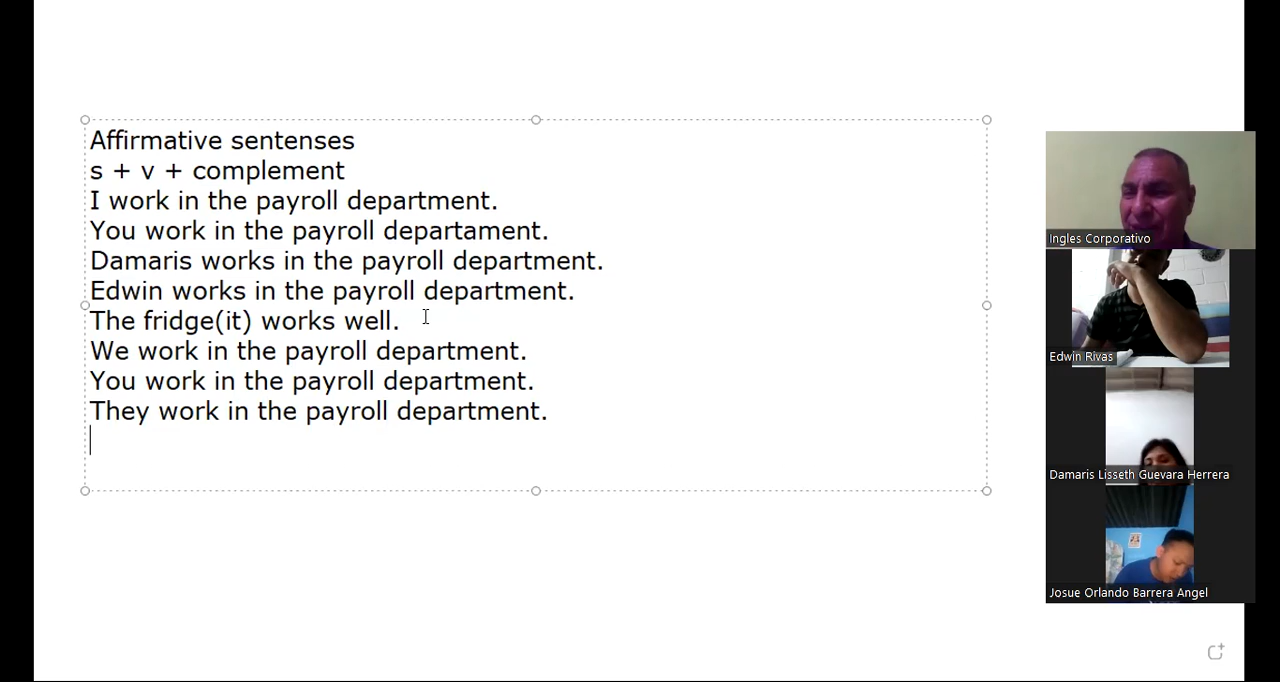 Affirmative sentenses
s + v + complement
I work in the payroll department.
You work in the payroll departament.
Damaris works in the payroll department.
Edwin works in the payroll department.
The fridge(it) works well.
We work in the payroll department.
You work in the payroll department.
They work in the payroll department.
Ingles Corporativo
Edwin Rivas
Damaris Lisseth Guevara Herrera
Josue Orlando Barrera Angel